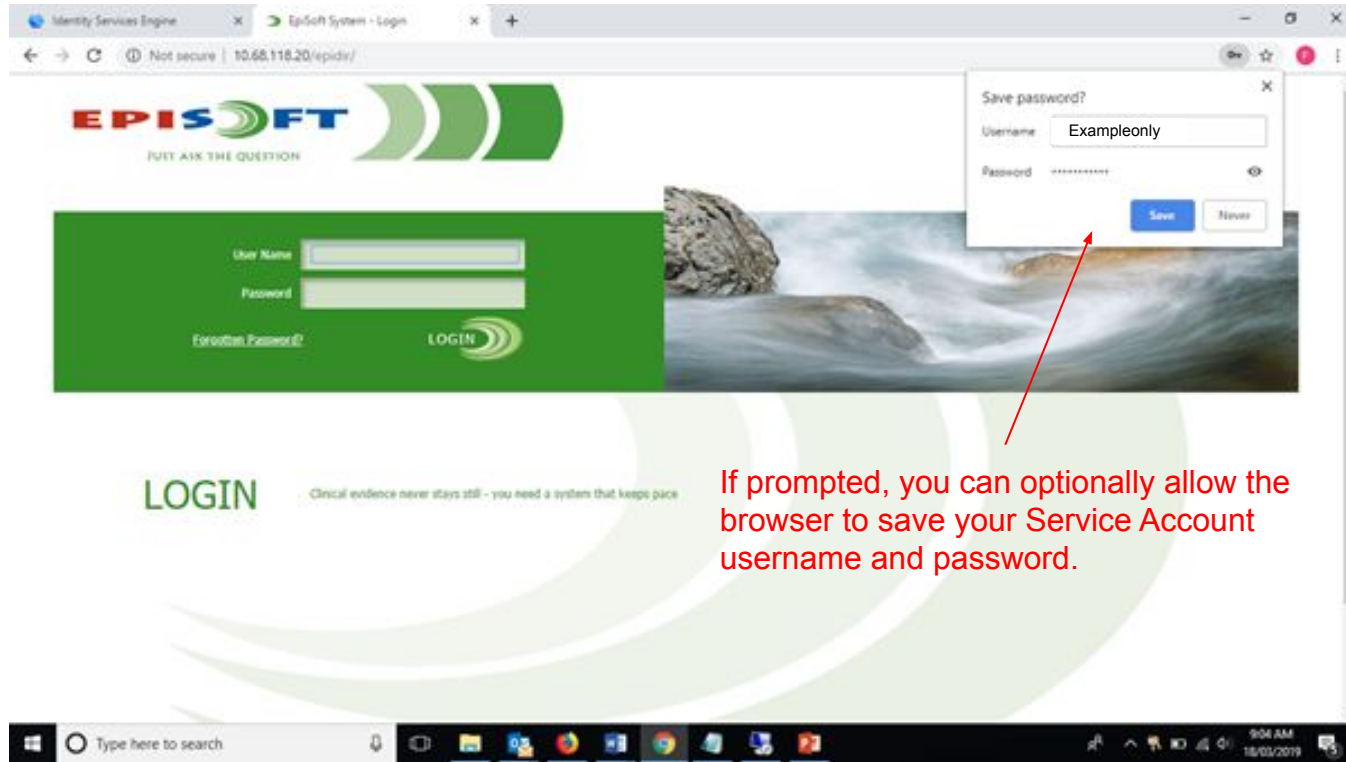 Identity Services Engine
EpiSoft System - Login
Not secure | 10.68.118.20/epidir/
EPISOFT
JUST ASK THE QUESTION
Save password?
Username Exampleonly
Password ••••••••••••
Save Never
User Name
Password
Forgotten Password?
LOGIN
LOGIN
Clinical evidence never stays still - you need a system that keeps pace
If prompted, you can optionally allow the
browser to save your Service Account
username and password.
Type here to search
9:04 AM
18/03/2019